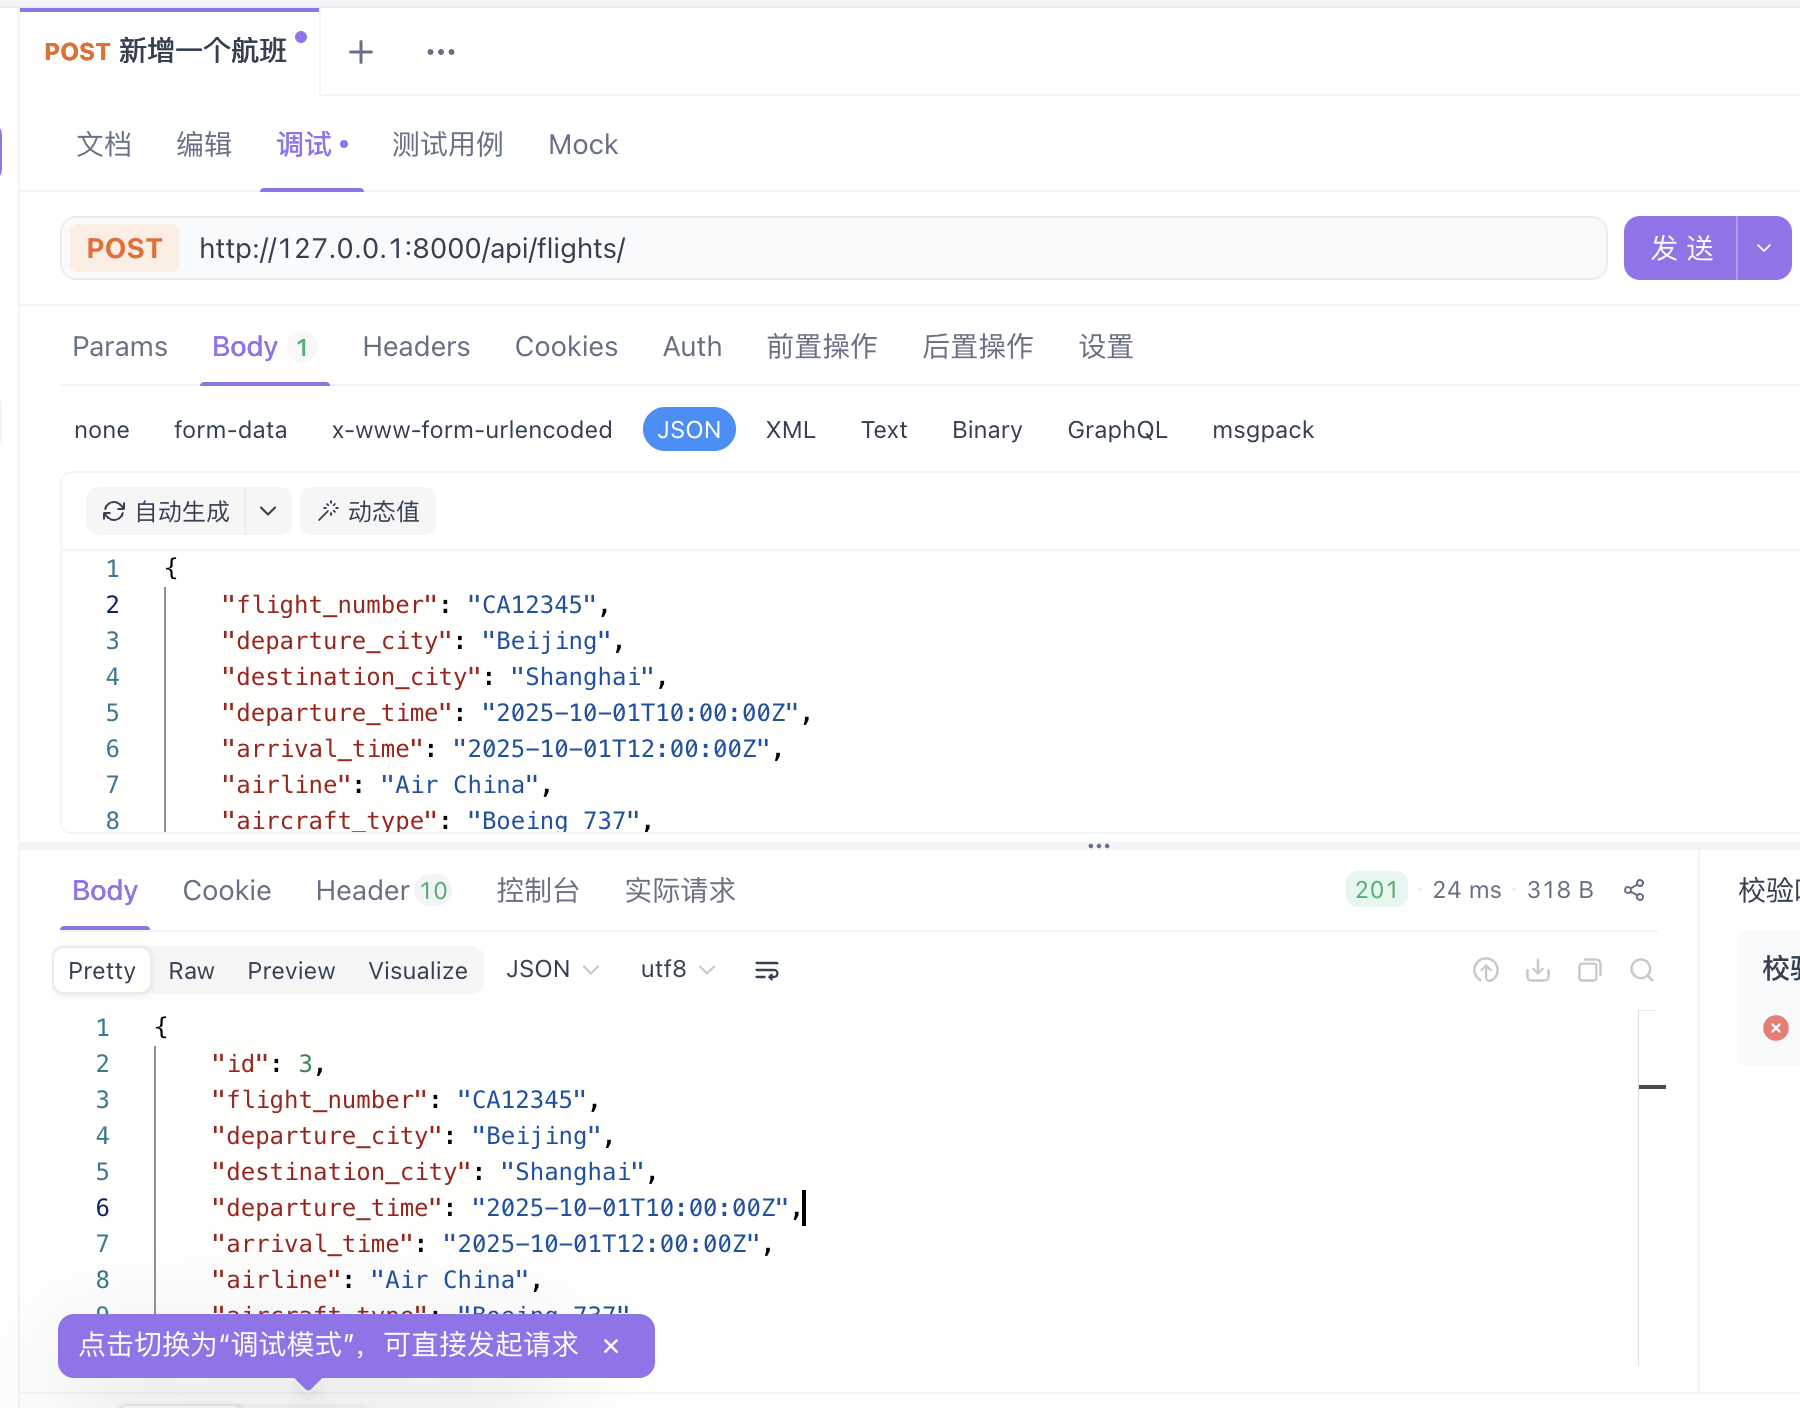 POST 新增一个航班
文档 编辑 调试 测试用例 Mock
POST http://127.0.0.1:8000/api/flights/ 发 送
Params Body 1 Headers Cookies Auth 前置操作 后置操作 设置
none form-data x-www-form-urlencoded JSON XML Text Binary GraphQL msgpack
自动生成 动态值
1 {
2 "flight_number": "CA12345",
3 "departure_city": "Beijing",
4 "destination_city": "Shanghai",
5 "departure_time": "2025-10-01T10:00:00Z",
6 "arrival_time": "2025-10-01T12:00:00Z",
7 "airline": "Air China",
8 "aircraft_type": "Boeing 737",
Body Cookie Header 10 控制台 实际请求 201 · 24 ms · 318 B 校验
Pretty Raw Preview Visualize JSON utf8 校验
1 {
2 "id": 3,
3 "flight_number": "CA12345",
4 "departure_city": "Beijing",
5 "destination_city": "Shanghai",
6 "departure_time": "2025-10-01T10:00:00Z",
7 "arrival_time": "2025-10-01T12:00:00Z",
8 "airline": "Air China",
9 "aircraft_type": "Boeing 737"
点击切换为“调试模式”，可直接发起请求